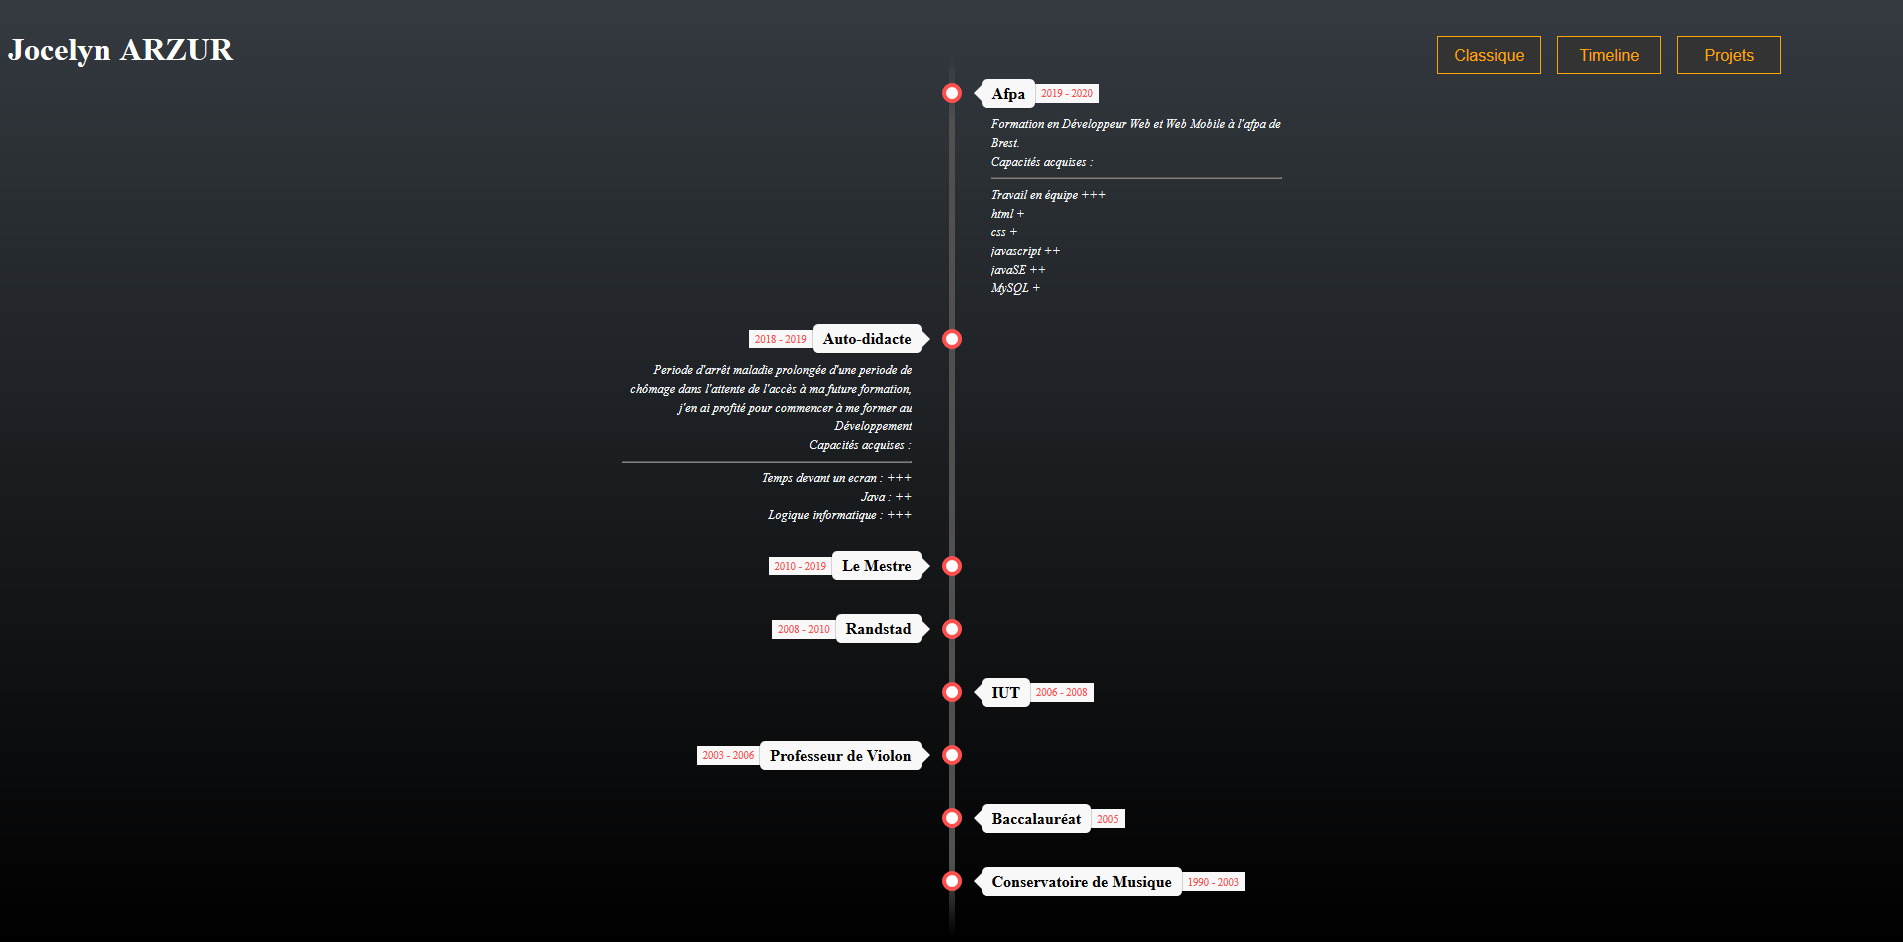 Jocelyn ARZUR
Classique
Timeline
Projets
Afpa
2019 - 2020
Formation en Développeur Web et Web Mobile à l'afpa de
Brest.
Capacités acquises :
Travail en équipe +++
html +
css +
javascript ++
javaSE ++
MySQL +
2018 - 2019
Auto-didacte
Periode d'arrêt maladie prolongée d'une periode de
chômage dans l'attente de l'accès à ma future formation,
j'en ai profité pour commencer à me former au
Développement
Capacités acquises :
Temps devant un ecran : +++
Java : ++
Logique informatique : +++
2010 - 2019
Le Mestre
2008 - 2010
Randstad
IUT
2006 - 2008
2003 - 2006
Professeur de Violon
Baccalauréat
2005
Conservatoire de Musique
1990 - 2003